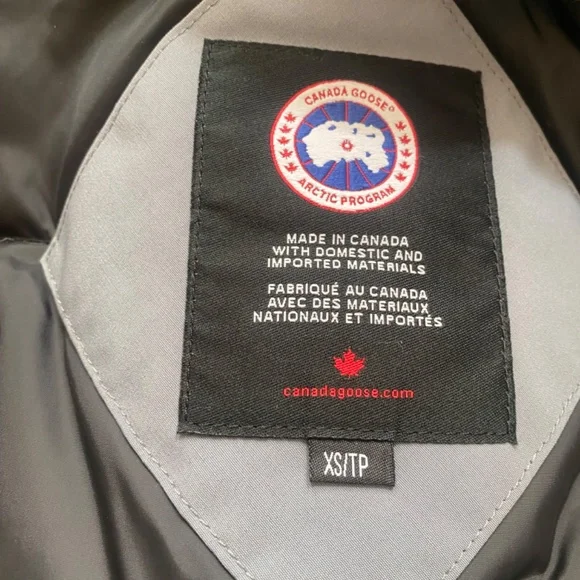 CANADA GOOSE®
ARCTIC PROGRAM
MADE IN CANADA
WITH DOMESTIC AND
IMPORTED MATERIALS
FABRIQUÉ AU CANADA
AVEC DES MATERIAUX
NATIONAUX ET IMPORTÉS
canadagoose.com
XS/TP